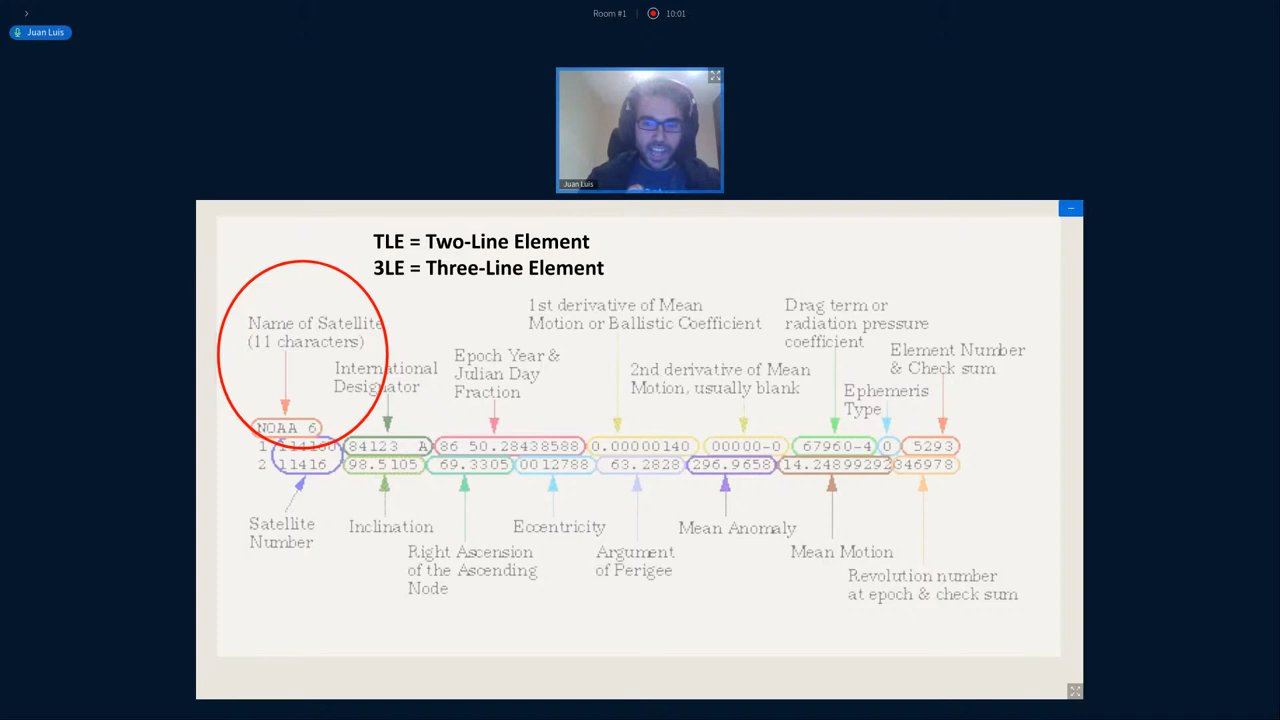 Room #1
10:01
Juan Luis
Juan Luis
TLE = Two-Line Element
3LE = Three-Line Element
Name of Satellite
(11 characters)
International
Designator
Epoch Year &
Julian Day
Fraction
1st derivative of Mean
Motion or Ballistic Coefficient
2nd derivative of Mean
Motion, usually blank
Drag term or
radiation pressure
coefficient
Ephemeris
Type
Element Number
& Check sum
NOAA 6
1 84123 A 86 50.28438588 0.00000140 00000-0 67960-4 0 5293
2 11416 98.5105 69.3305 0012788 63.2828 296.9658 14.24899292 346978
Satellite
Number
Inclination
Right Ascension
of the Ascending
Node
Eccentricity
Argument
of Perigee
Mean Anomaly
Mean Motion
Revolution number
at epoch & check sum